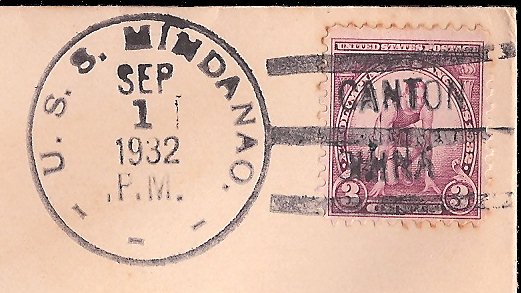 U. S. S. MINDANAO.
SEP
1
1932
.P.M.
UNITED STATES POSTAGE
CANTON
CHINA
3 3